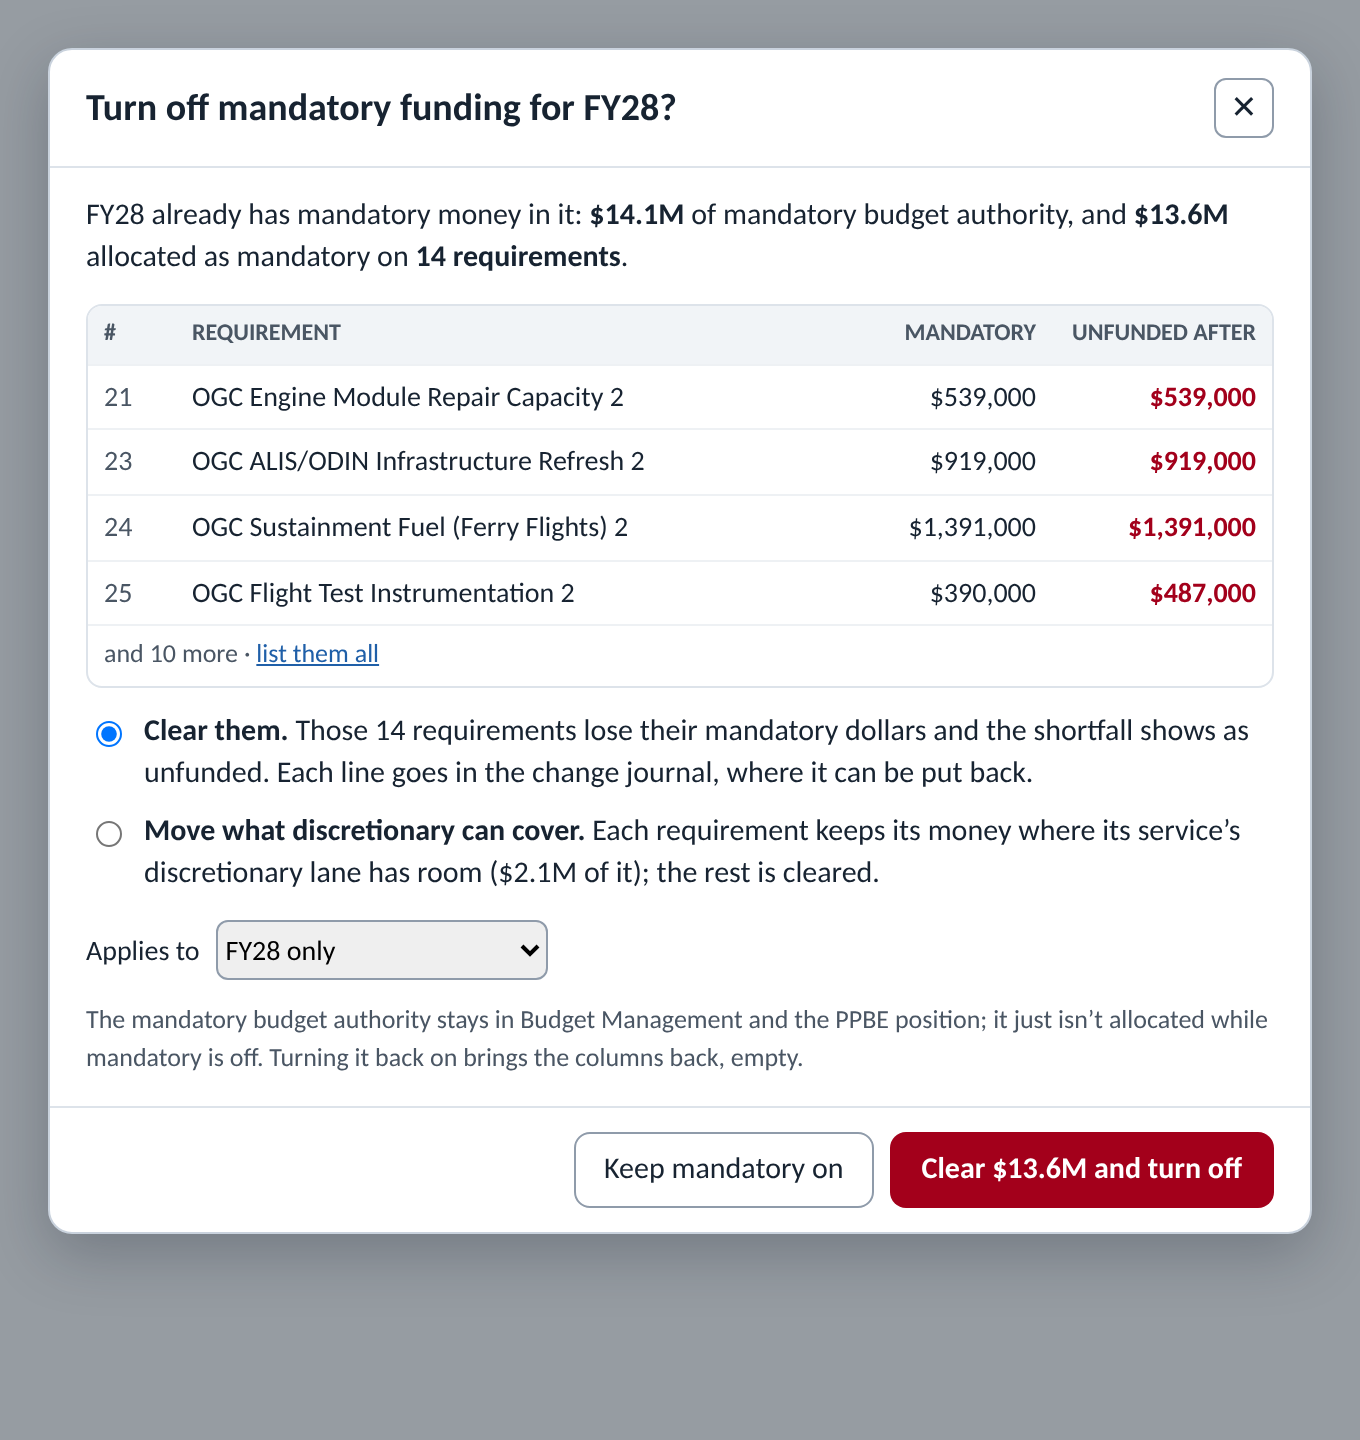 Turn off mandatory funding for FY28?
✕
FY28 already has mandatory money in it: $14.1M of mandatory budget authority, and $13.6M
allocated as mandatory on 14 requirements.
# REQUIREMENT MANDATORY UNFUNDED AFTER
21 OGC Engine Module Repair Capacity 2 $539,000 $539,000
23 OGC ALIS/ODIN Infrastructure Refresh 2 $919,000 $919,000
24 OGC Sustainment Fuel (Ferry Flights) 2 $1,391,000 $1,391,000
25 OGC Flight Test Instrumentation 2 $390,000 $487,000
and 10 more · list them all
Clear them. Those 14 requirements lose their mandatory dollars and the shortfall shows as
unfunded. Each line goes in the change journal, where it can be put back.
Move what discretionary can cover. Each requirement keeps its money where its service’s
discretionary lane has room ($2.1M of it); the rest is cleared.
Applies to FY28 only
The mandatory budget authority stays in Budget Management and the PPBE position; it just isn’t allocated while
mandatory is off. Turning it back on brings the columns back, empty.
Keep mandatory on Clear $13.6M and turn off